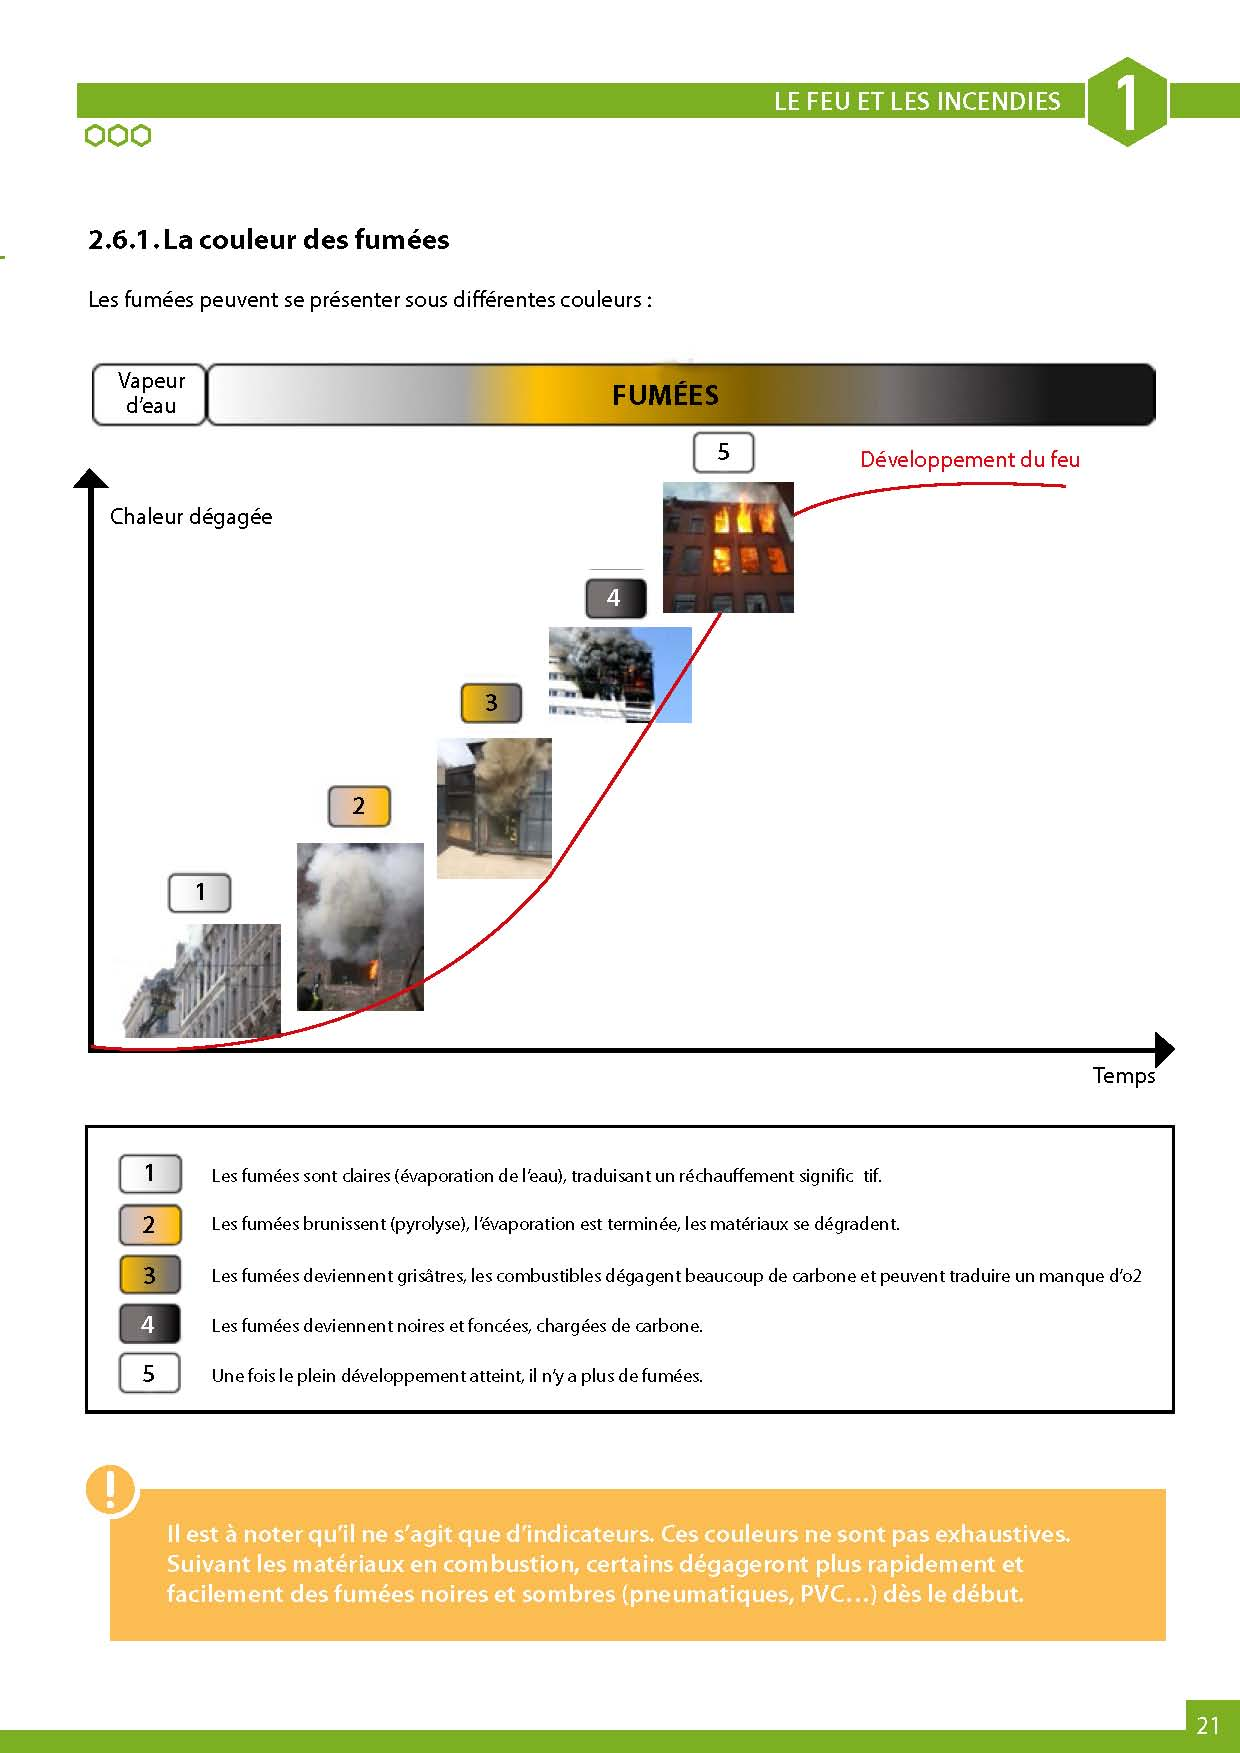 LE FEU ET LES INCENDIES
1
2.6.1. La couleur des fumées
Les fumées peuvent se présenter sous différentes couleurs :
Vapeur
d’eau
FUMÉES
5
Développement du feu
Chaleur dégagée
4
3
2
1
Temps
1 Les fumées sont claires (évaporation de l’eau), traduisant un réchauffement signific tif.
2 Les fumées brunissent (pyrolyse), l’évaporation est terminée, les matériaux se dégradent.
3 Les fumées deviennent grisâtres, les combustibles dégagent beaucoup de carbone et peuvent traduire un manque d’o2
4 Les fumées deviennent noires et foncées, chargées de carbone.
5 Une fois le plein développement atteint, il n’y a plus de fumées.
!
Il est à noter qu’il ne s’agit que d’indicateurs. Ces couleurs ne sont pas exhaustives.
Suivant les matériaux en combustion, certains dégageront plus rapidement et
facilement des fumées noires et sombres (pneumatiques, PVC…) dès le début.
21